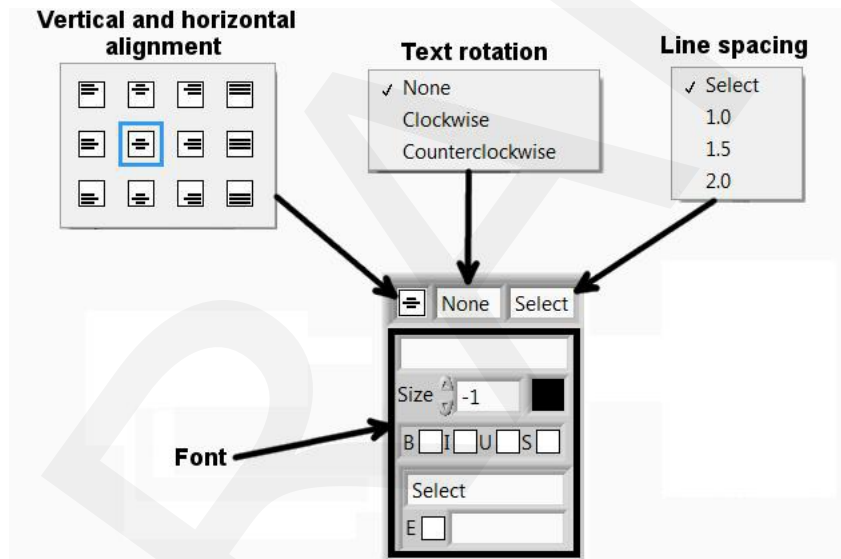 Vertical and horizontal
alignment
Text rotation
Line spacing
✓ None
Clockwise
Counterclockwise
✓ Select
1.0
1.5
2.0
None
Select
Size -1
B I U S
Font
Select
E